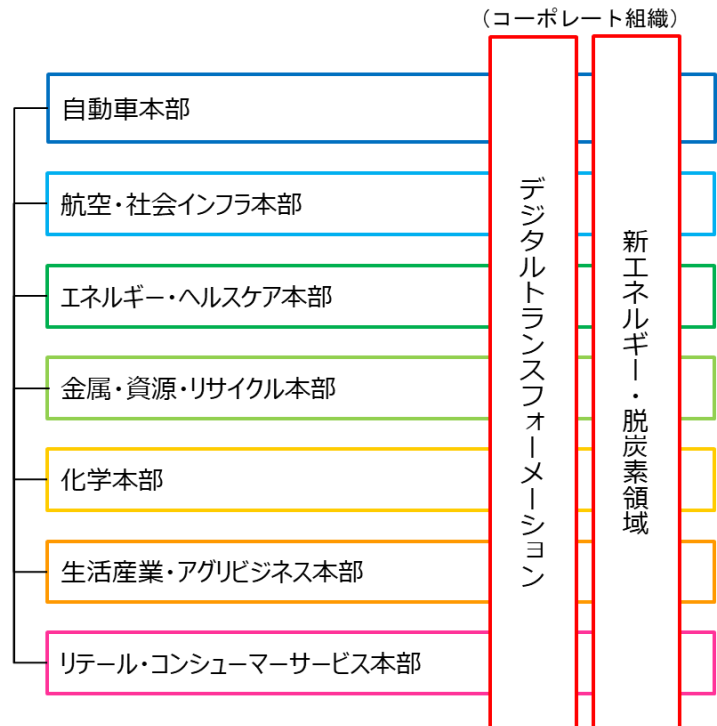 （コーポレート組織）
自動車本部
航空・社会インフラ本部
エネルギー・ヘルスケア本部
金属・資源・リサイクル本部
化学本部
生活産業・アグリビジネス本部
リテール・コンシューマーサービス本部
デジタルトランスフォーメーション
新エネルギー・脱炭素領域